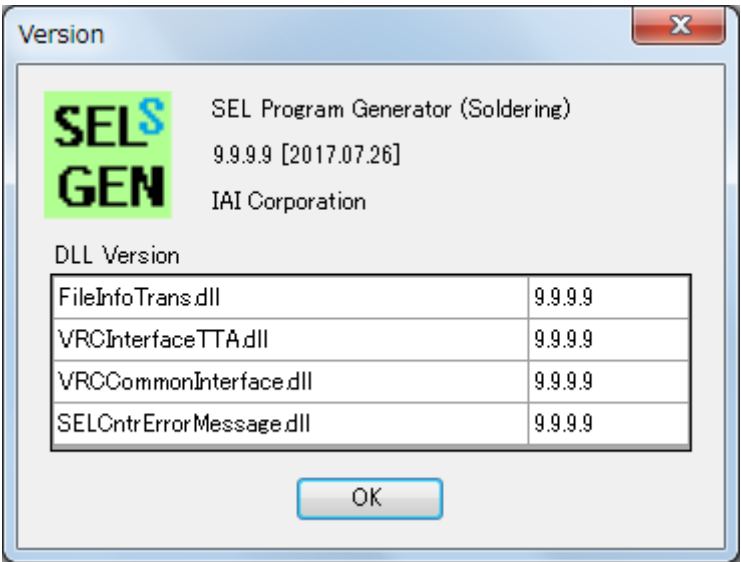 Version
SEL S
GEN
SEL Program Generator (Soldering)
9.9.9.9 [2017.07.26]
IAI Corporation
DLL Version
FileInfoTrans.dll 9.9.9.9
VRCInterfaceTTA.dll 9.9.9.9
VRCCommonInterface.dll 9.9.9.9
SELCntrErrorMessage.dll 9.9.9.9
OK